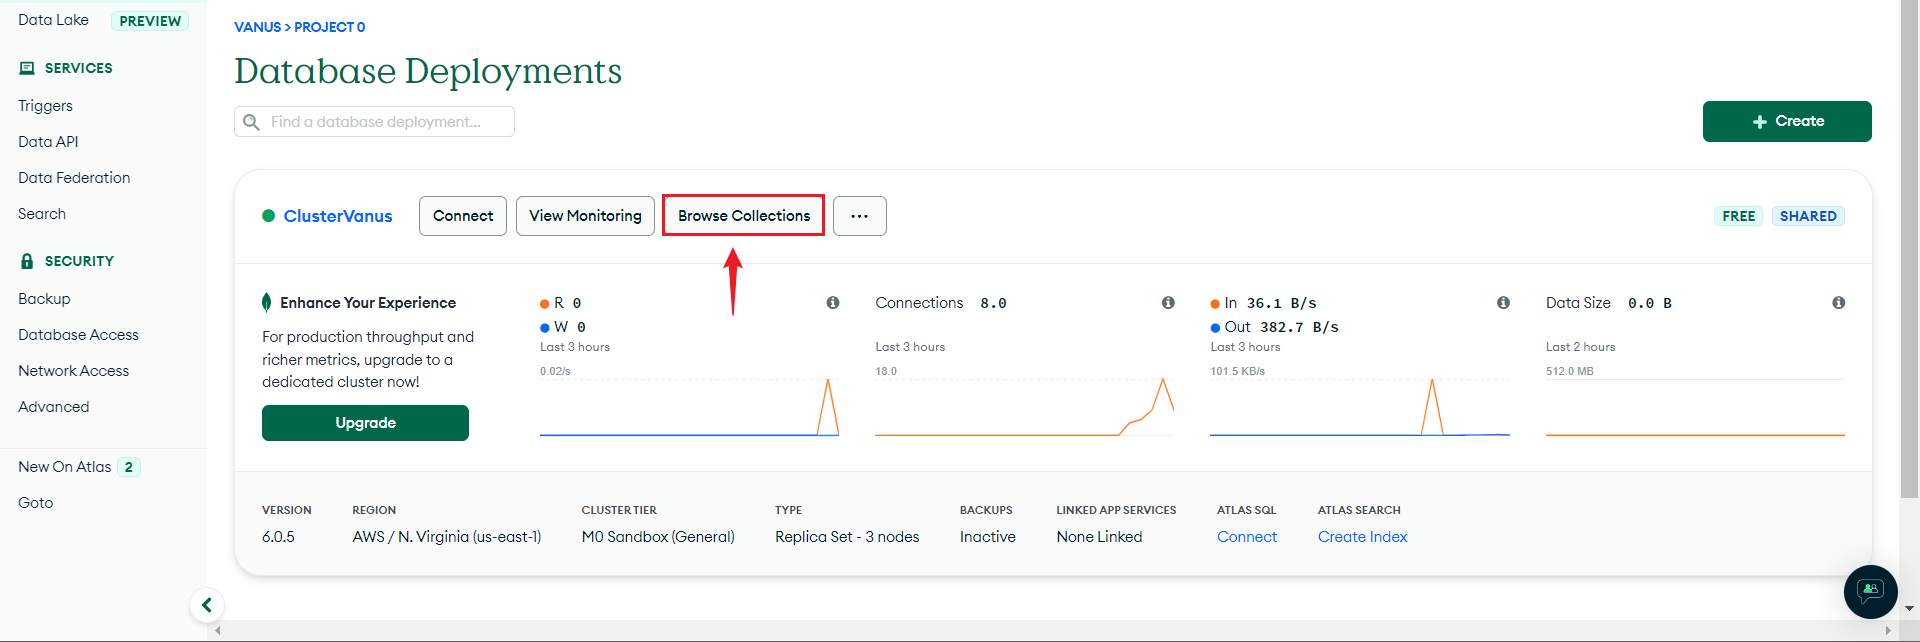 Data Lake PREVIEW
SERVICES
Triggers
Data API
Data Federation
Search
SECURITY
Backup
Database Access
Network Access
Advanced
New On Atlas 2
Goto
VANUS > PROJECT 0
Database Deployments
Find a database deployment...
+ Create
ClusterVanus Connect View Monitoring Browse Collections ... FREE SHARED
Enhance Your Experience
For production throughput and
richer metrics, upgrade to a
dedicated cluster now!
Upgrade
R 0
W 0
Last 3 hours
0.02/s
Connections 8.0
Last 3 hours
18.0
In 36.1 B/s
Out 382.7 B/s
Last 3 hours
101.5 KB/s
Data Size 0.0 B
Last 2 hours
512.0 MB
VERSION REGION CLUSTER TIER TYPE BACKUPS LINKED APP SERVICES ATLAS SQL ATLAS SEARCH
6.0.5 AWS / N. Virginia (us-east-1) M0 Sandbox (General) Replica Set - 3 nodes Inactive None Linked Connect Create Index